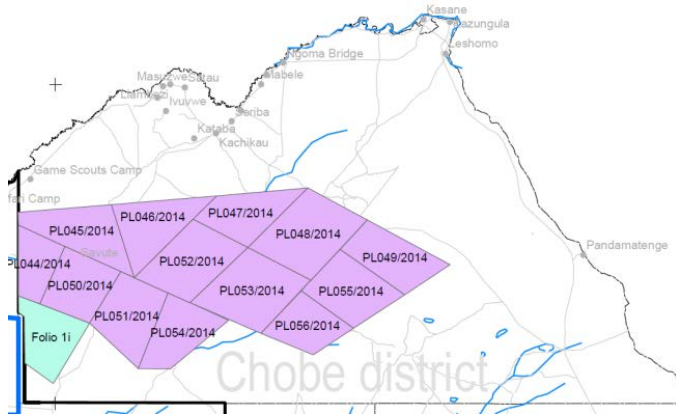 Kasane
Kazungula
Leshomo
Ngoma Bridge
Mabele
Masuzwe
Satau
Liambezi
Ivuvwe
Seriba
Kataba
Kachikau
Game Scouts Camp
fari Camp
PL047/2014
PL046/2014
PL045/2014
PL048/2014
Pandamatenge
Savute
PL049/2014
PL052/2014
PL044/2014
PL050/2014
PL053/2014
PL055/2014
PL051/2014
PL056/2014
PL054/2014
Folio 1i
Chobe district